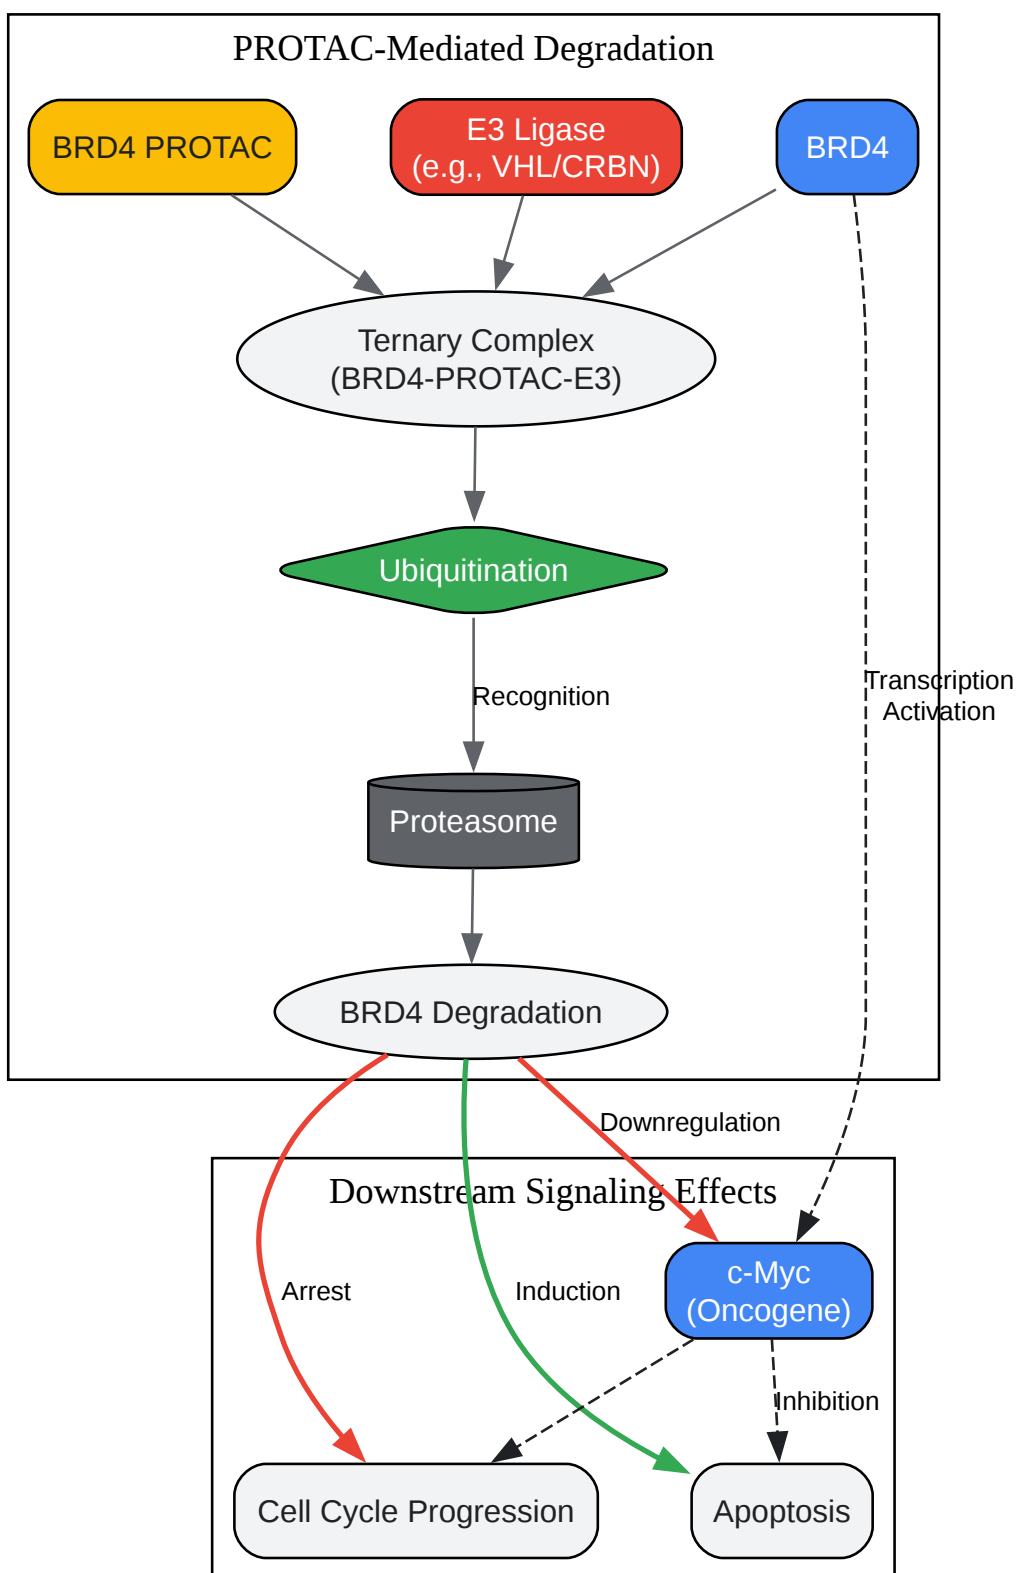 PROTAC-Mediated Degradation
BRD4 PROTAC
E3 Ligase
(e.g., VHL/CRBN)
BRD4
Ternary Complex
(BRD4-PROTAC-E3)
Ubiquitination
Recognition
Transcription
Activation
Proteasome
BRD4 Degradation
Downregulation
Downstream Signaling Effects
Arrest
Induction
c-Myc
(Oncogene)
Inhibition
Cell Cycle Progression
Apoptosis